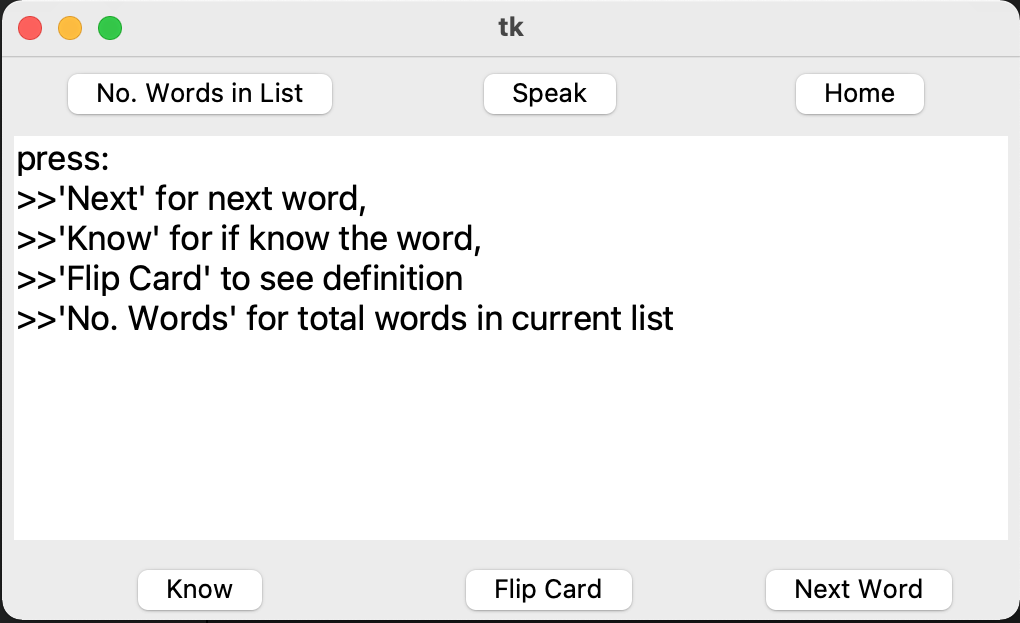 tk
No. Words in List Speak Home
press:
>>'Next' for next word,
>>'Know' for if know the word,
>>'Flip Card' to see definition
>>'No. Words' for total words in current list
Know Flip Card Next Word